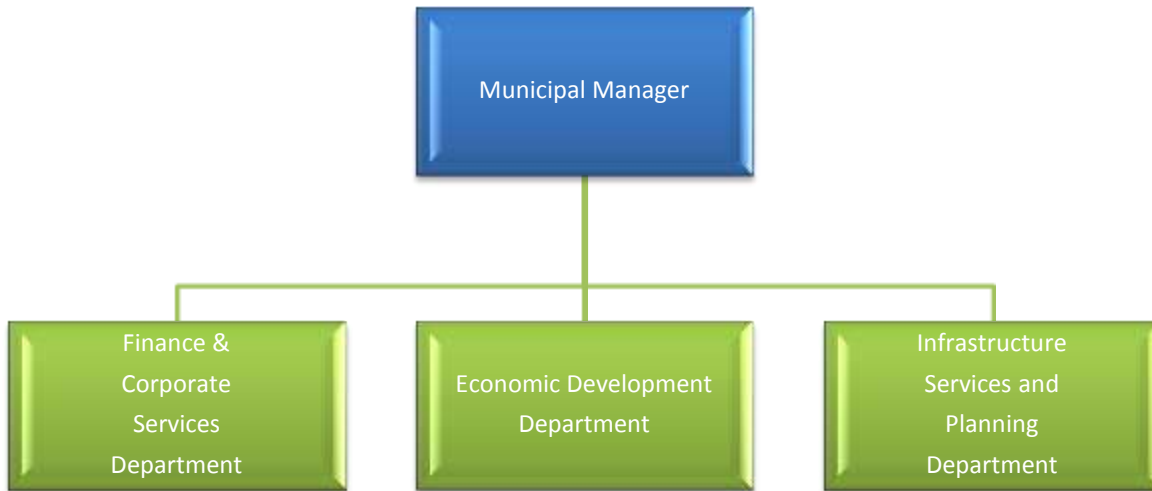 Municipal Manager
Finance &
Corporate
Services
Department
Economic Development
Department
Infrastructure
Services and
Planning
Department